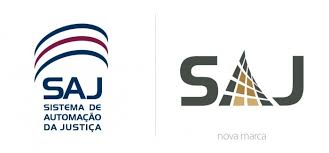 SAJ
SISTEMA DE
AUTOMAÇÃO
DA JUSTIÇA
SAJ
nova marca